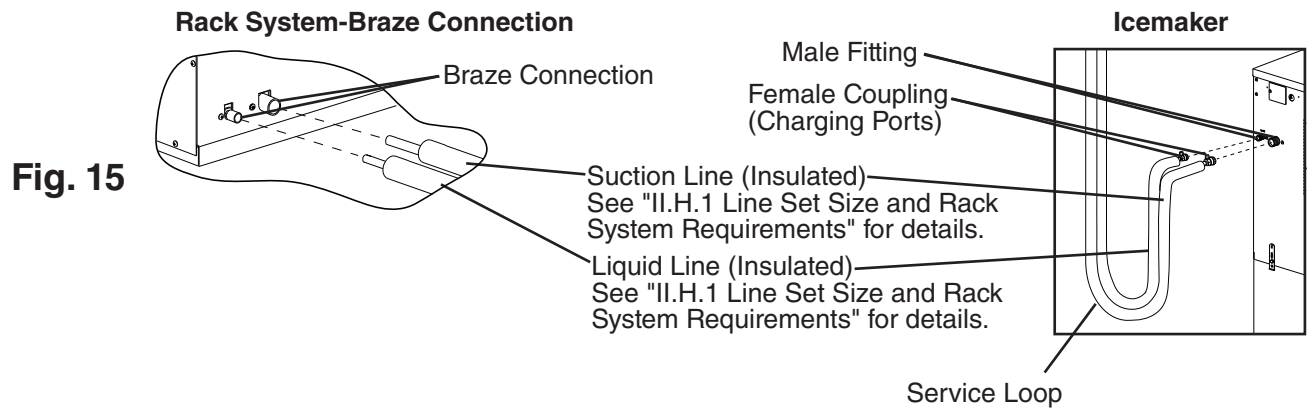 Rack System-Braze Connection
Icemaker
Male Fitting
Braze Connection
Female Coupling
(Charging Ports)
Fig. 15
Suction Line (Insulated)
See "II.H.1 Line Set Size and Rack
System Requirements" for details.
Liquid Line (Insulated)
See "II.H.1 Line Set Size and Rack
System Requirements" for details.
Service Loop